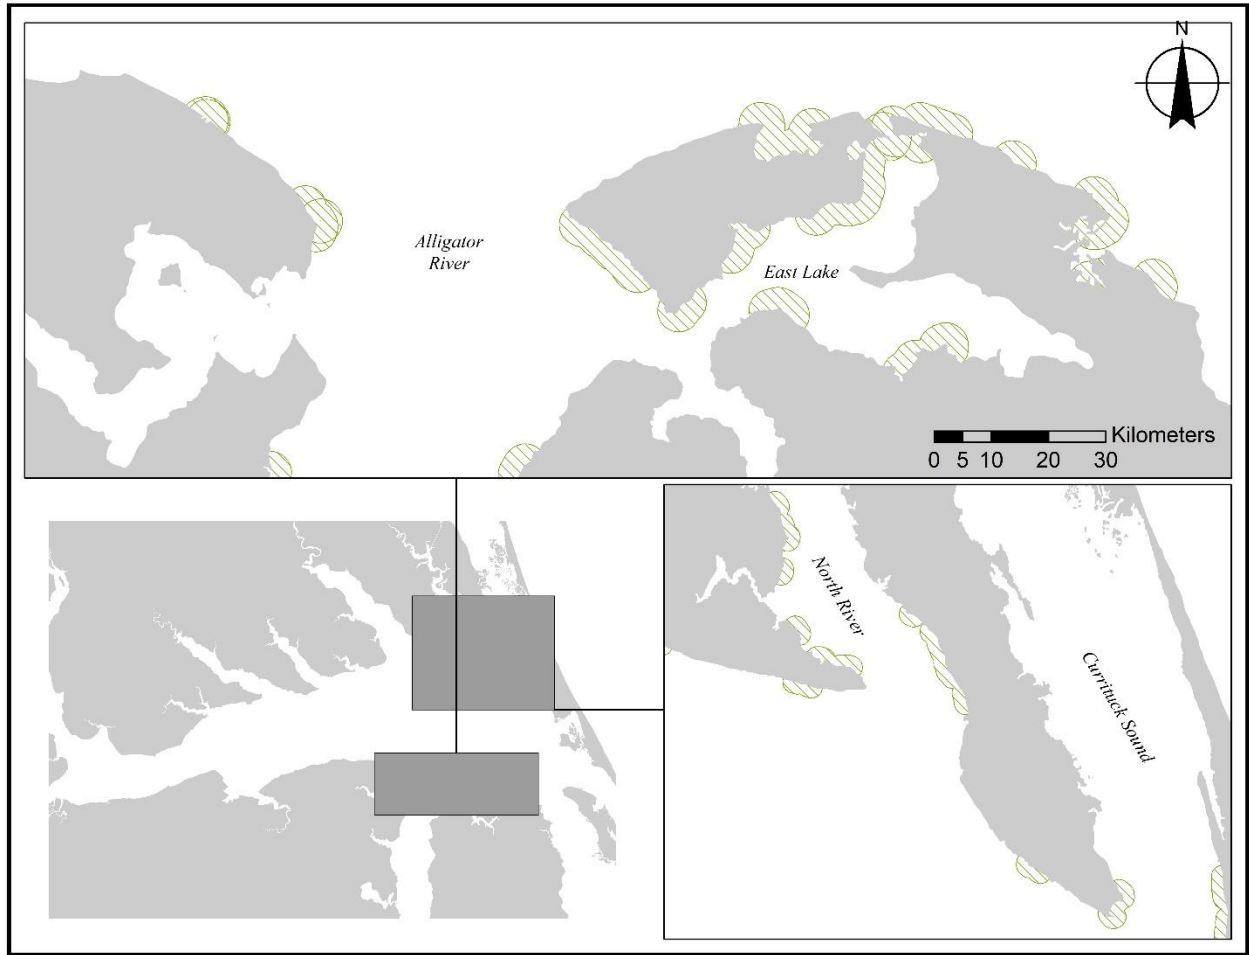 N
Alligator
River
East Lake
Kilometers
0 5 10 20 30
North River
Currituck Sound